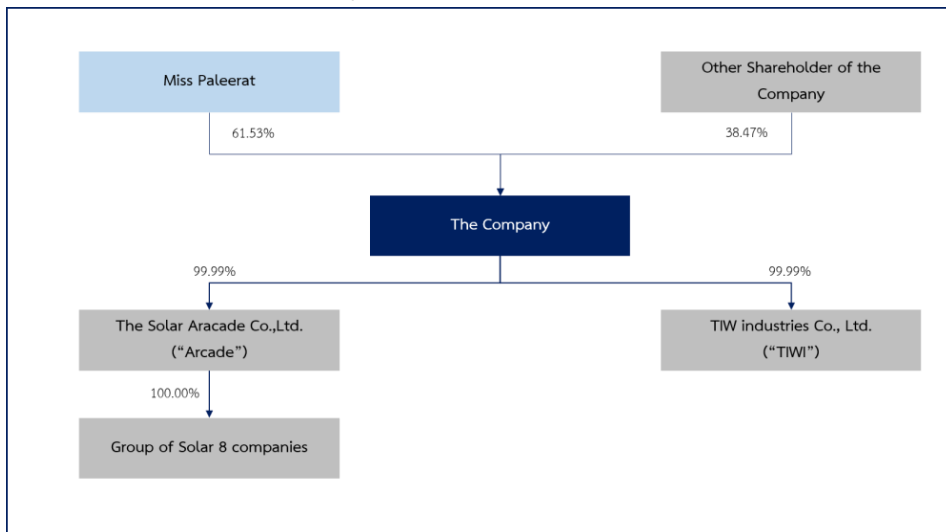 Miss Paleerat
Other Shareholder of the
Company
61.53%
38.47%
The Company
99.99%
99.99%
The Solar Aracade Co.,Ltd.
(“Arcade”)
TIW industries Co., Ltd.
(“TIWI”)
100.00%
Group of Solar 8 companies